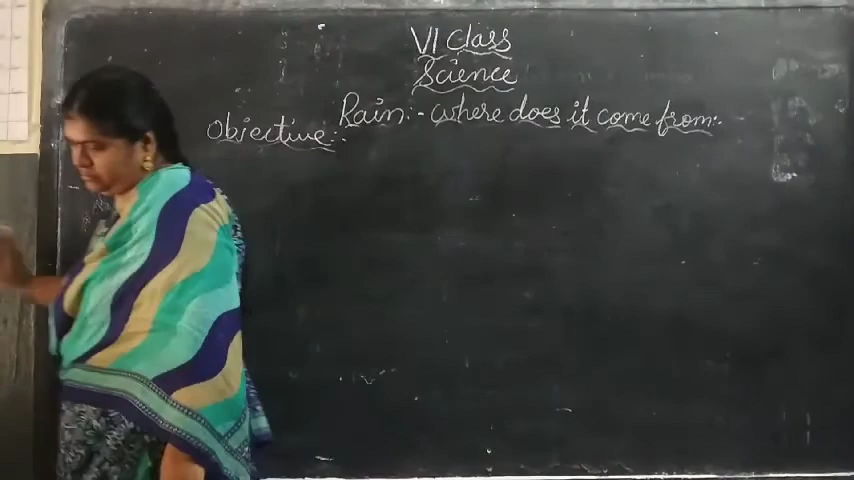 VI Class
Science
Rain:- where does it come from:-
Objective:-